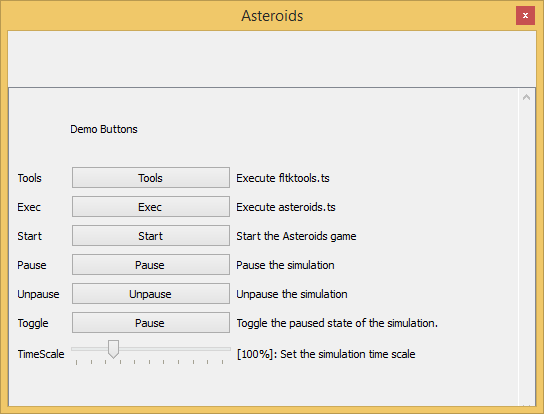 Asteroids
Demo Buttons
Tools Tools Execute fltktools.ts
Exec Exec Execute asteroids.ts
Start Start Start the Asteroids game
Pause Pause Pause the simulation
Unpause Unpause Unpause the simulation
Toggle Pause Toggle the paused state of the simulation.
TimeScale [100%]: Set the simulation time scale